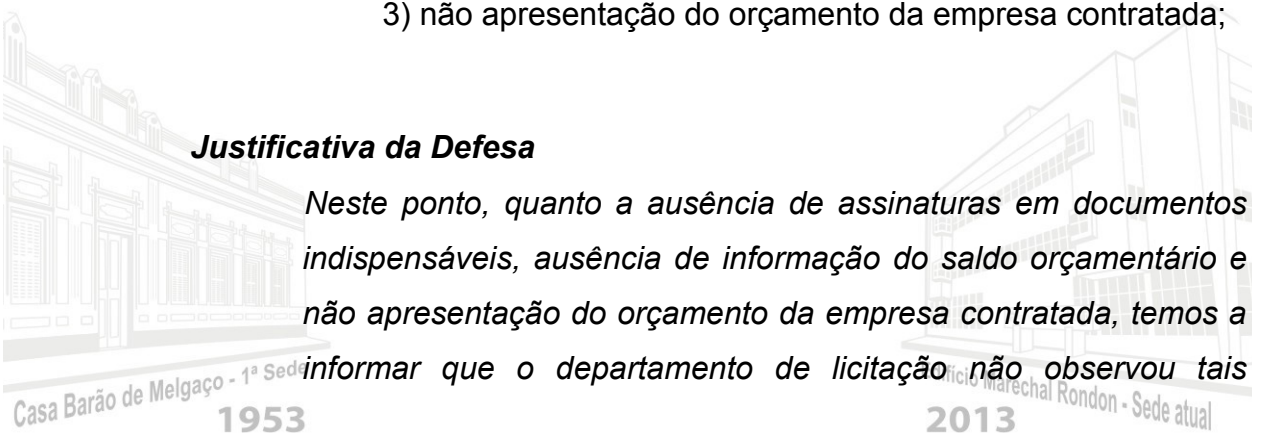 3) não apresentação do orçamento da empresa contratada;
Justificativa da Defesa
Neste ponto, quanto a ausência de assinaturas em documentos
indispensáveis, ausência de informação do saldo orçamentário e
não apresentação do orçamento da empresa contratada, temos a
informar que o departamento de licitação não observou tais
Casa Barão de Melgaço - 1ª Sede
1953
Marechal Rondon - Sede atual
2013